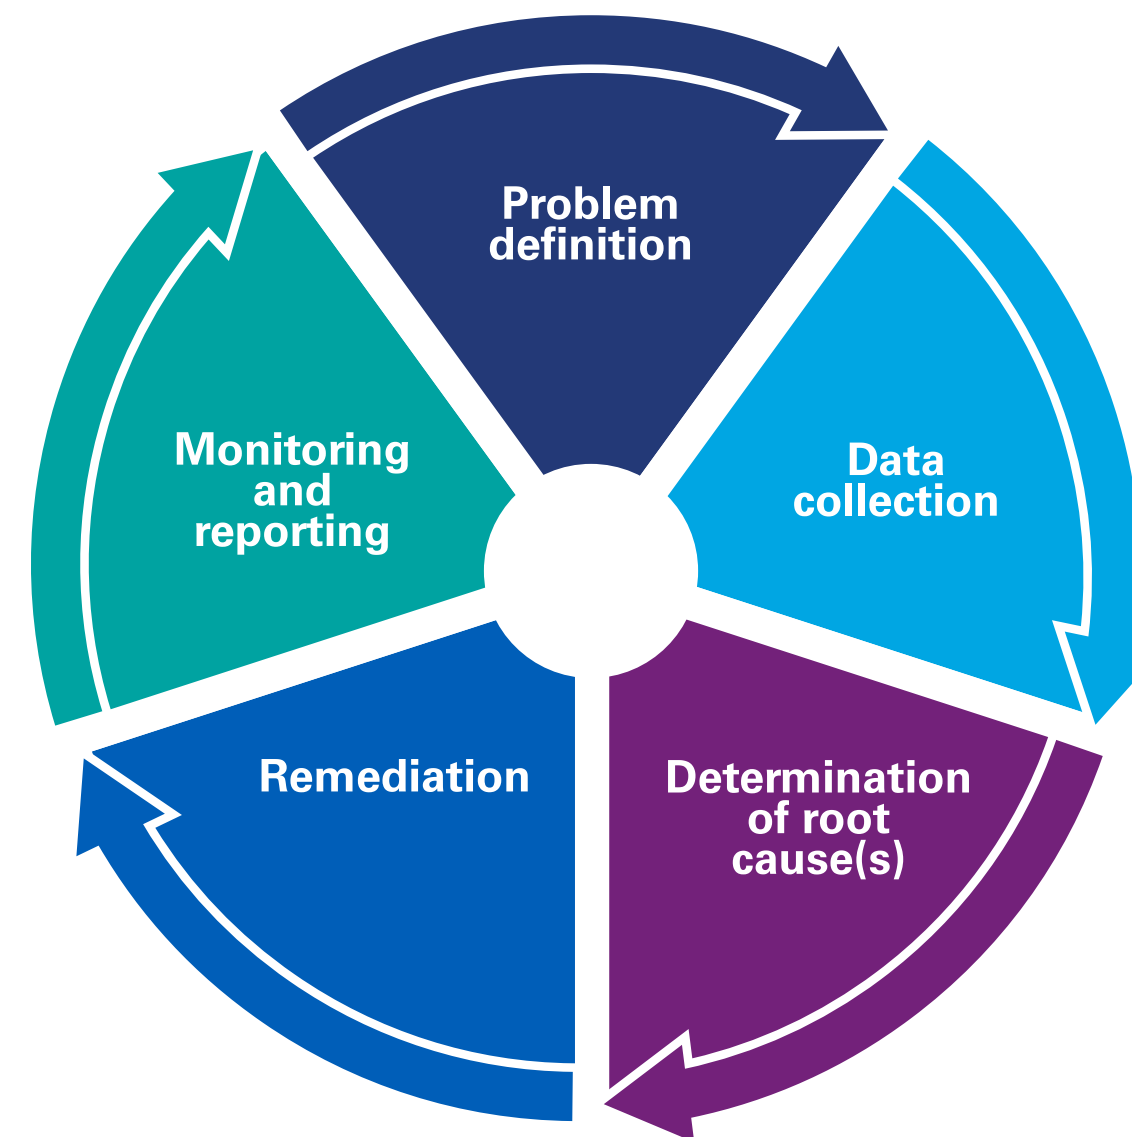 Problem
definition
Data
collection
Determination
of root
cause(s)
Remediation
Monitoring
and
reporting